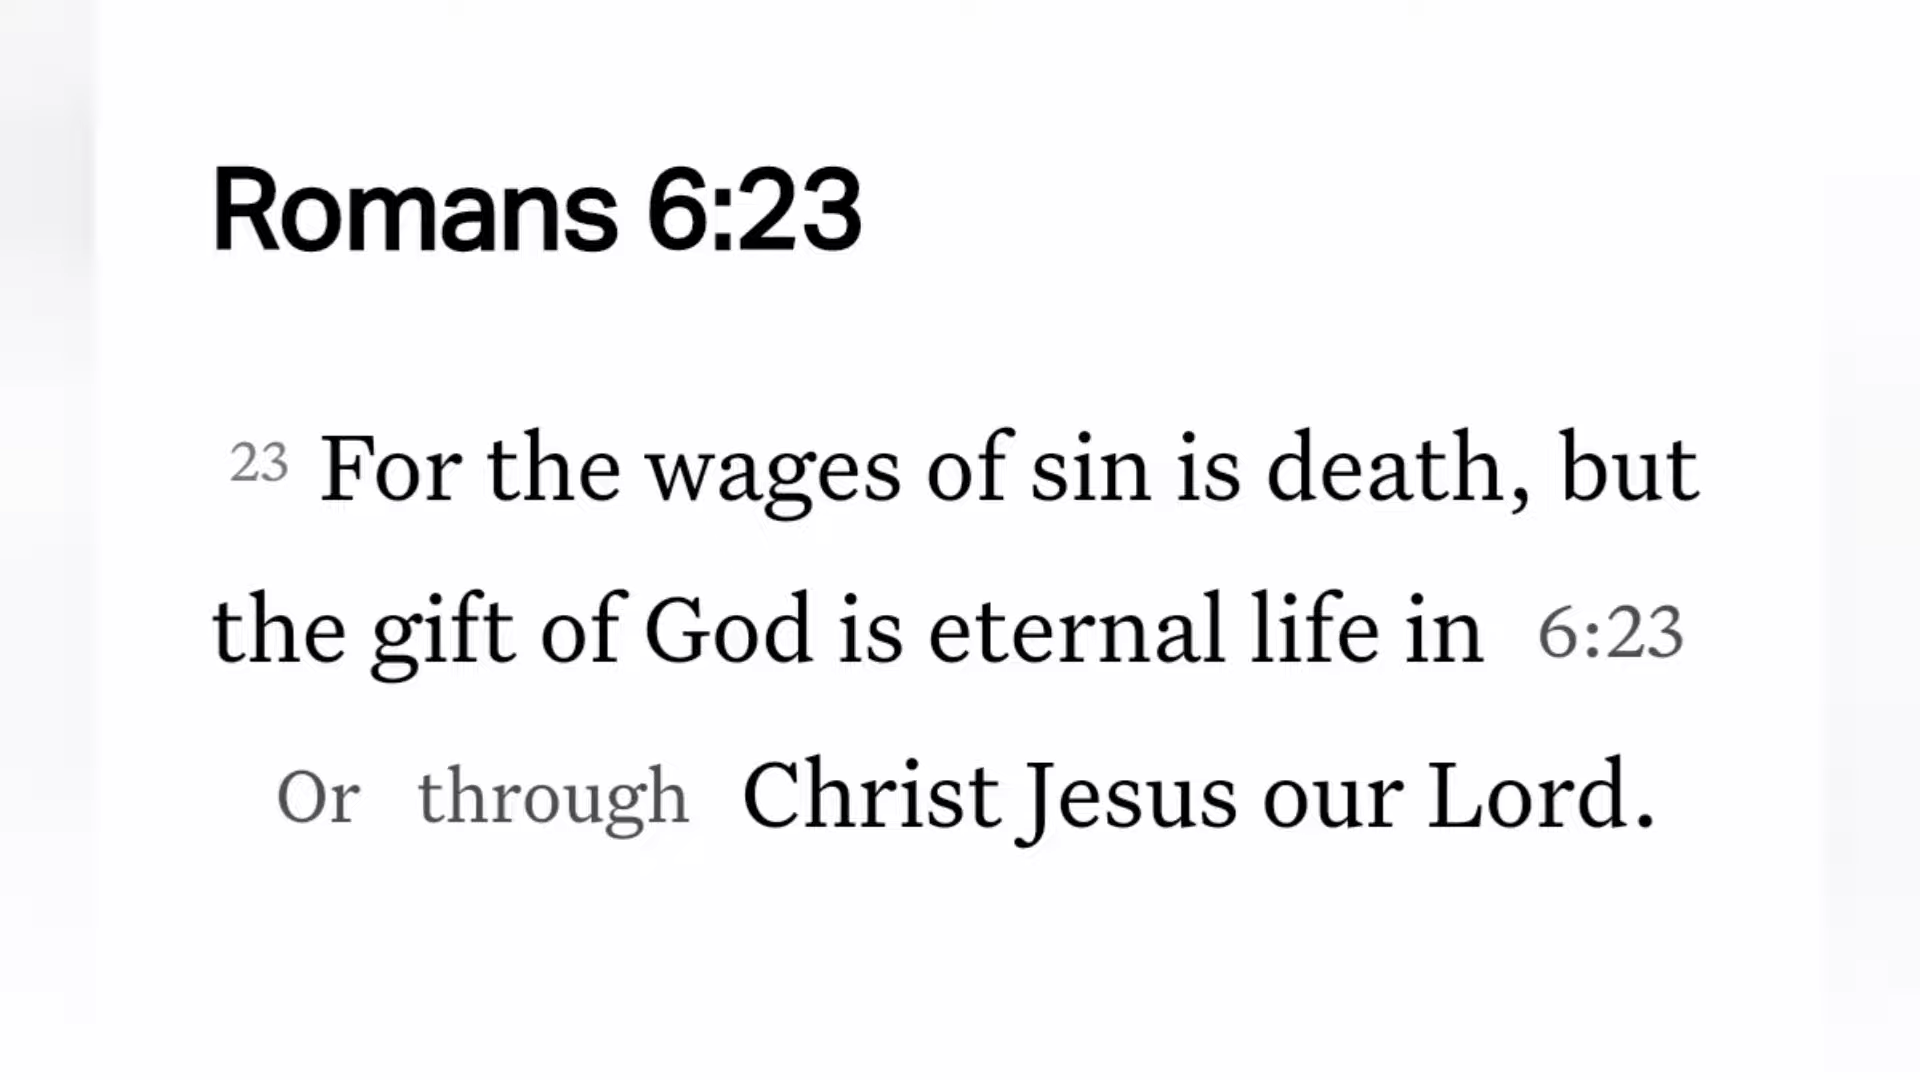 Romans 6:23
23 For the wages of sin is death, but
the gift of God is eternal life in 6:23
Or through Christ Jesus our Lord.